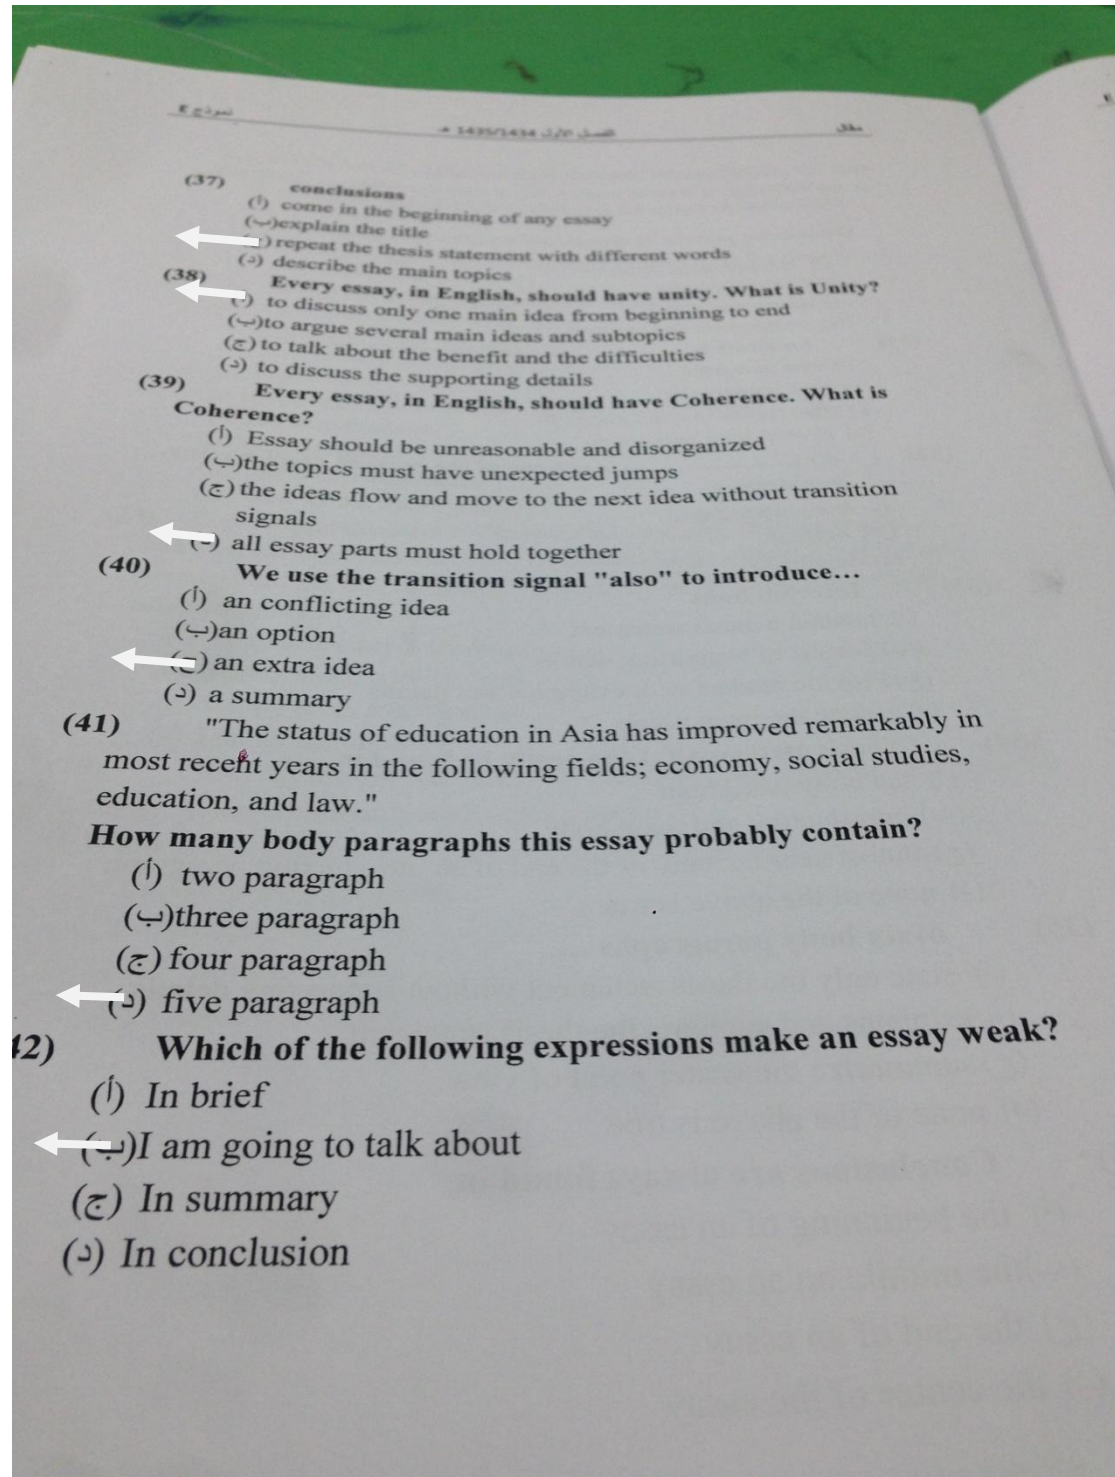 نموذج E
الفصل الأول 1435/1434 هـ
مقال
(37) conclusions
(أ) come in the beginning of any essay
(ب) explain the title
(ج) repeat the thesis statement with different words
(د) describe the main topics
(38) Every essay, in English, should have unity. What is Unity?
(أ) to discuss only one main idea from beginning to end
(ب) to argue several main ideas and subtopics
(ج) to talk about the benefit and the difficulties
(د) to discuss the supporting details
(39) Every essay, in English, should have Coherence. What is
Coherence?
(أ) Essay should be unreasonable and disorganized
(ب) the topics must have unexpected jumps
(ج) the ideas flow and move to the next idea without transition
signals
(د) all essay parts must hold together
(40) We use the transition signal "also" to introduce...
(أ) an conflicting idea
(ب) an option
(ج) an extra idea
(د) a summary
(41) "The status of education in Asia has improved remarkably in
most recent years in the following fields; economy, social studies,
education, and law."
How many body paragraphs this essay probably contain?
(أ) two paragraph
(ب) three paragraph
(ج) four paragraph
(د) five paragraph
42) Which of the following expressions make an essay weak?
(أ) In brief
(ب) I am going to talk about
(ج) In summary
(د) In conclusion